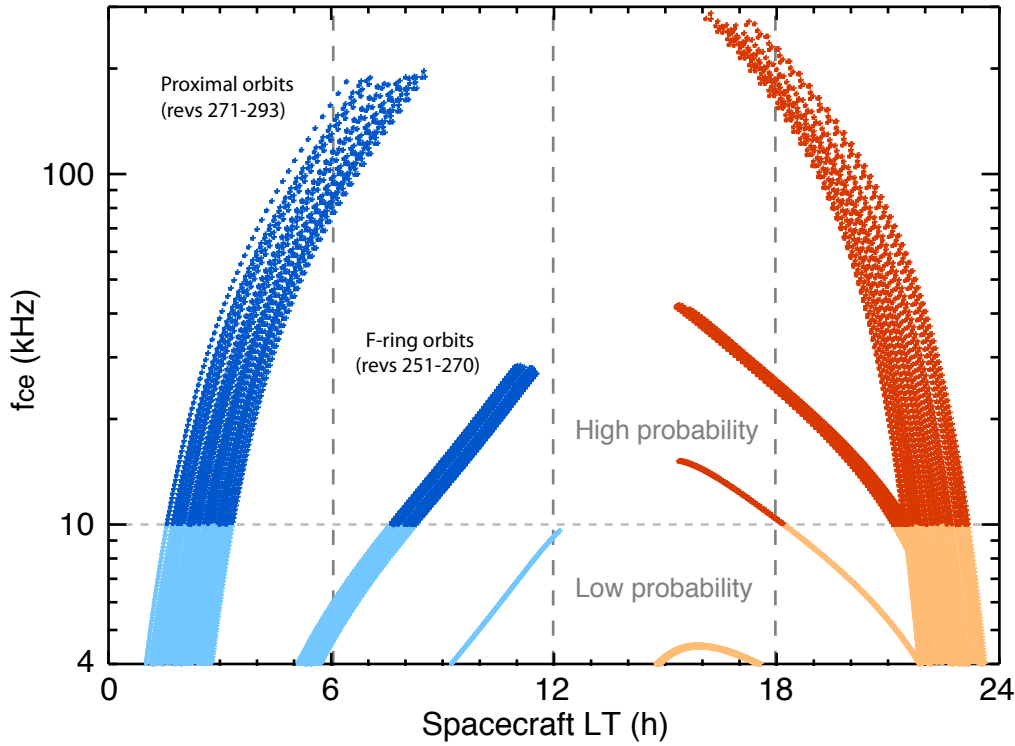 Proximal orbits
(revs 271-293)
100
fce (kHz)
F-ring orbits
(revs 251-270)
High probability
10
Low probability
4
0
6
12
18
24
Spacecraft LT (h)